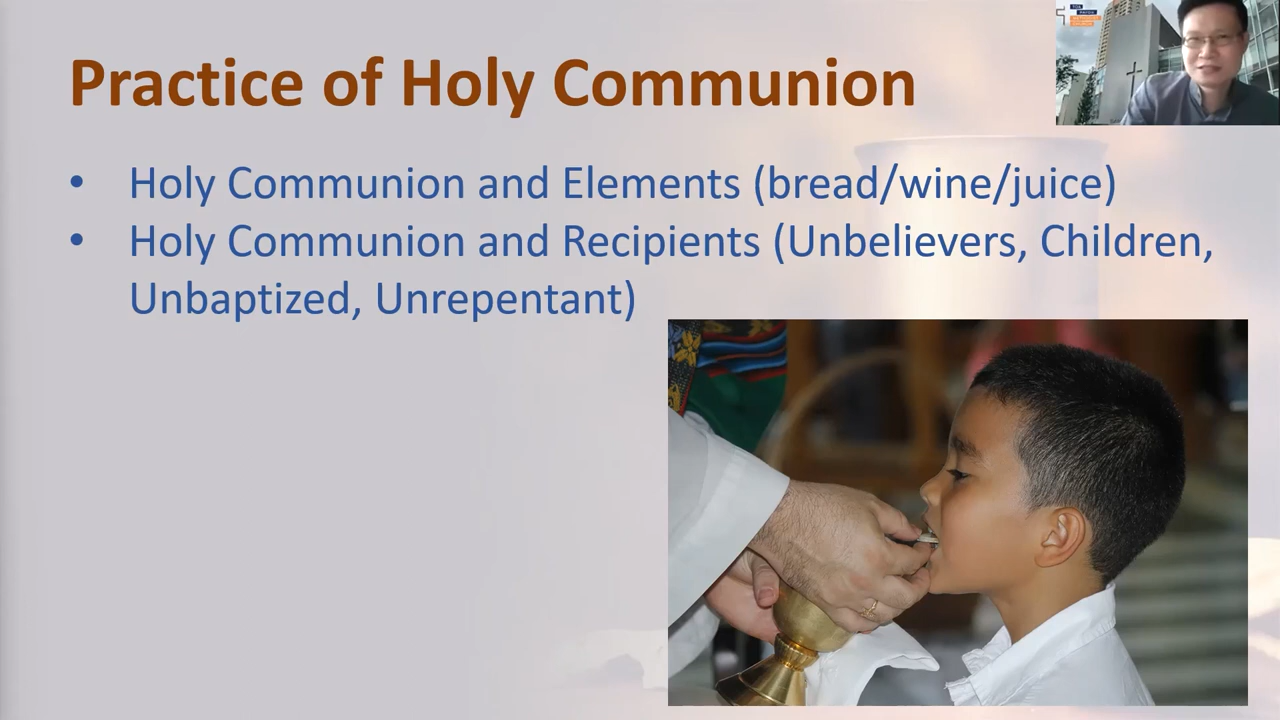 Practice of Holy Communion
• Holy Communion and Elements (bread/wine/juice)
• Holy Communion and Recipients (Unbelievers, Children,
Unbaptized, Unrepentant)